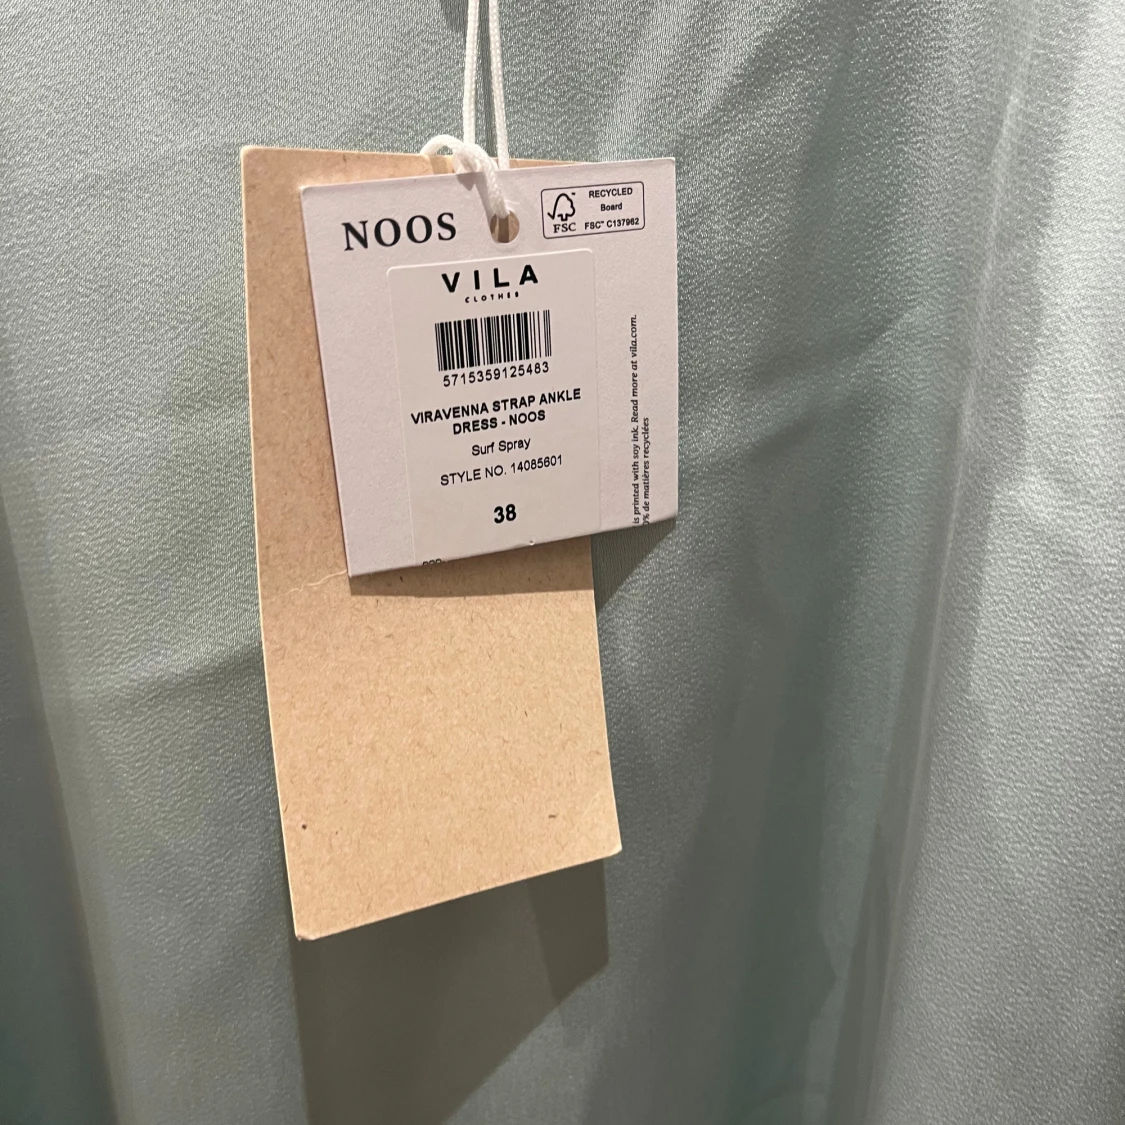 NOOS
FSC
RECYCLED
Board
FSC™ C137962
VILA
CLOTHES
5715359125483
VIRAVENNA STRAP ANKLE
DRESS - NOOS
Surf Spray
STYLE NO. 14085601
38
is printed with soy ink. Read more at vila.com.
% de matières recyclées